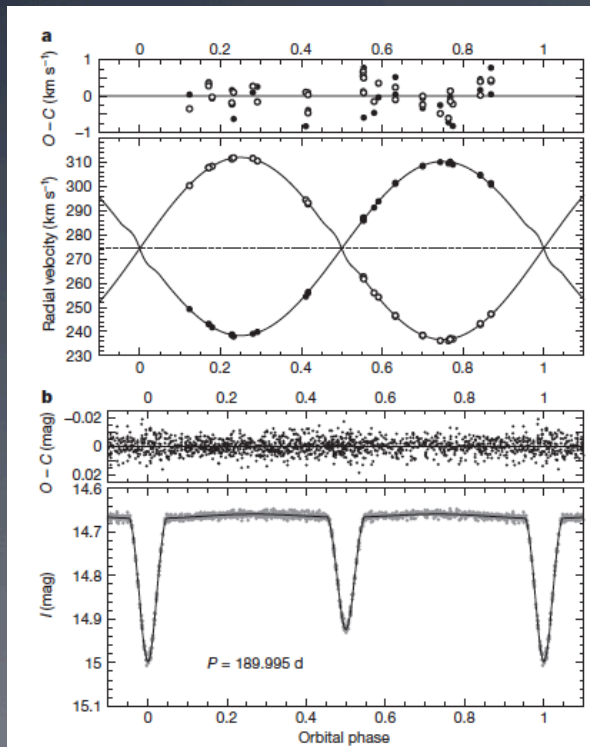 a
0 0.2 0.4 0.6 0.8 1
O – C (km s⁻¹)
1
0
–1
Radial velocity (km s⁻¹)
310
300
290
280
270
260
250
240
230
0 0.2 0.4 0.6 0.8 1
b
0 0.2 0.4 0.6 0.8 1
O – C (mag)
–0.02
0
0.02
I (mag)
14.6
14.7
14.8
14.9
15
15.1
P = 189.995 d
0 0.2 0.4 0.6 0.8 1
Orbital phase